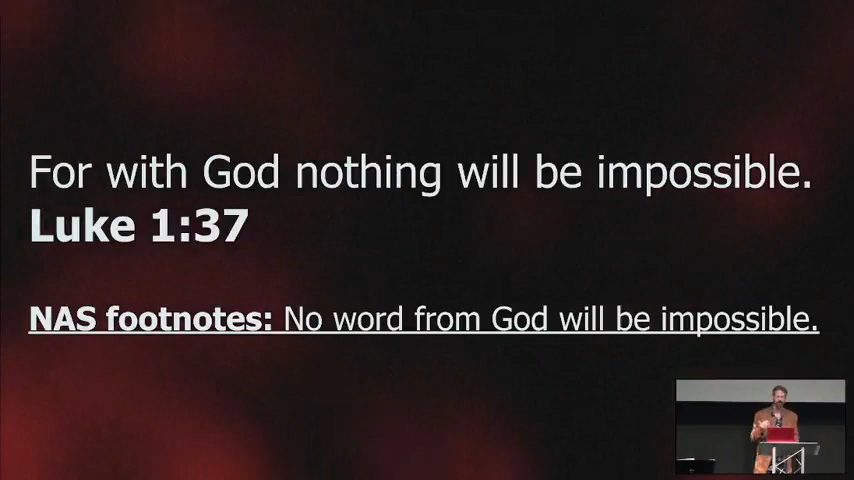 For with God nothing will be impossible.
Luke 1:37
NAS footnotes: No word from God will be impossible.